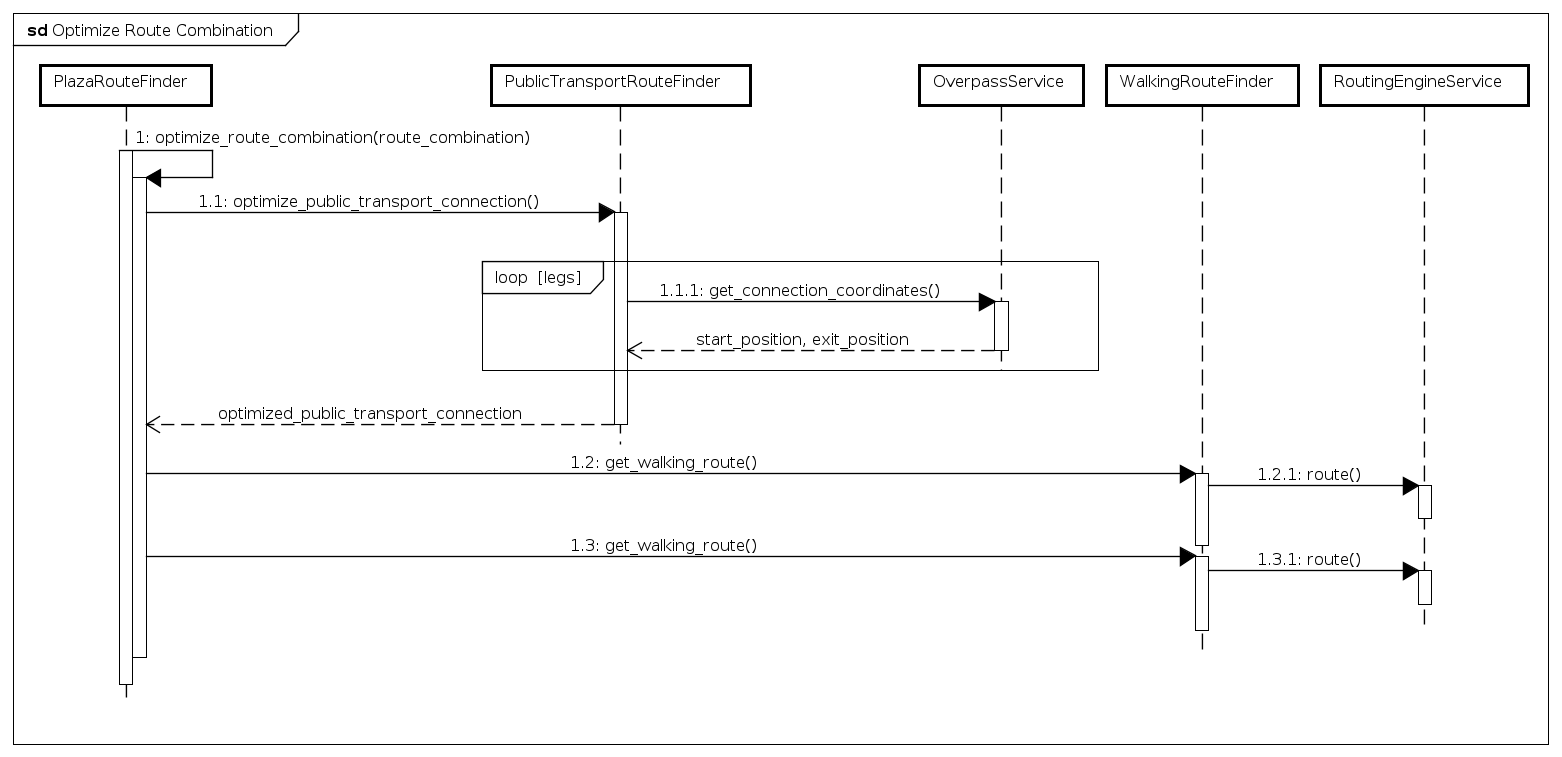 sd Optimize Route Combination
PlazaRouteFinder
PublicTransportRouteFinder
OverpassService
WalkingRouteFinder
RoutingEngineService
1: optimize_route_combination(route_combination)
1.1: optimize_public_transport_connection()
loop [legs]
1.1.1: get_connection_coordinates()
start_position, exit_position
optimized_public_transport_connection
1.2: get_walking_route()
1.2.1: route()
1.3: get_walking_route()
1.3.1: route()